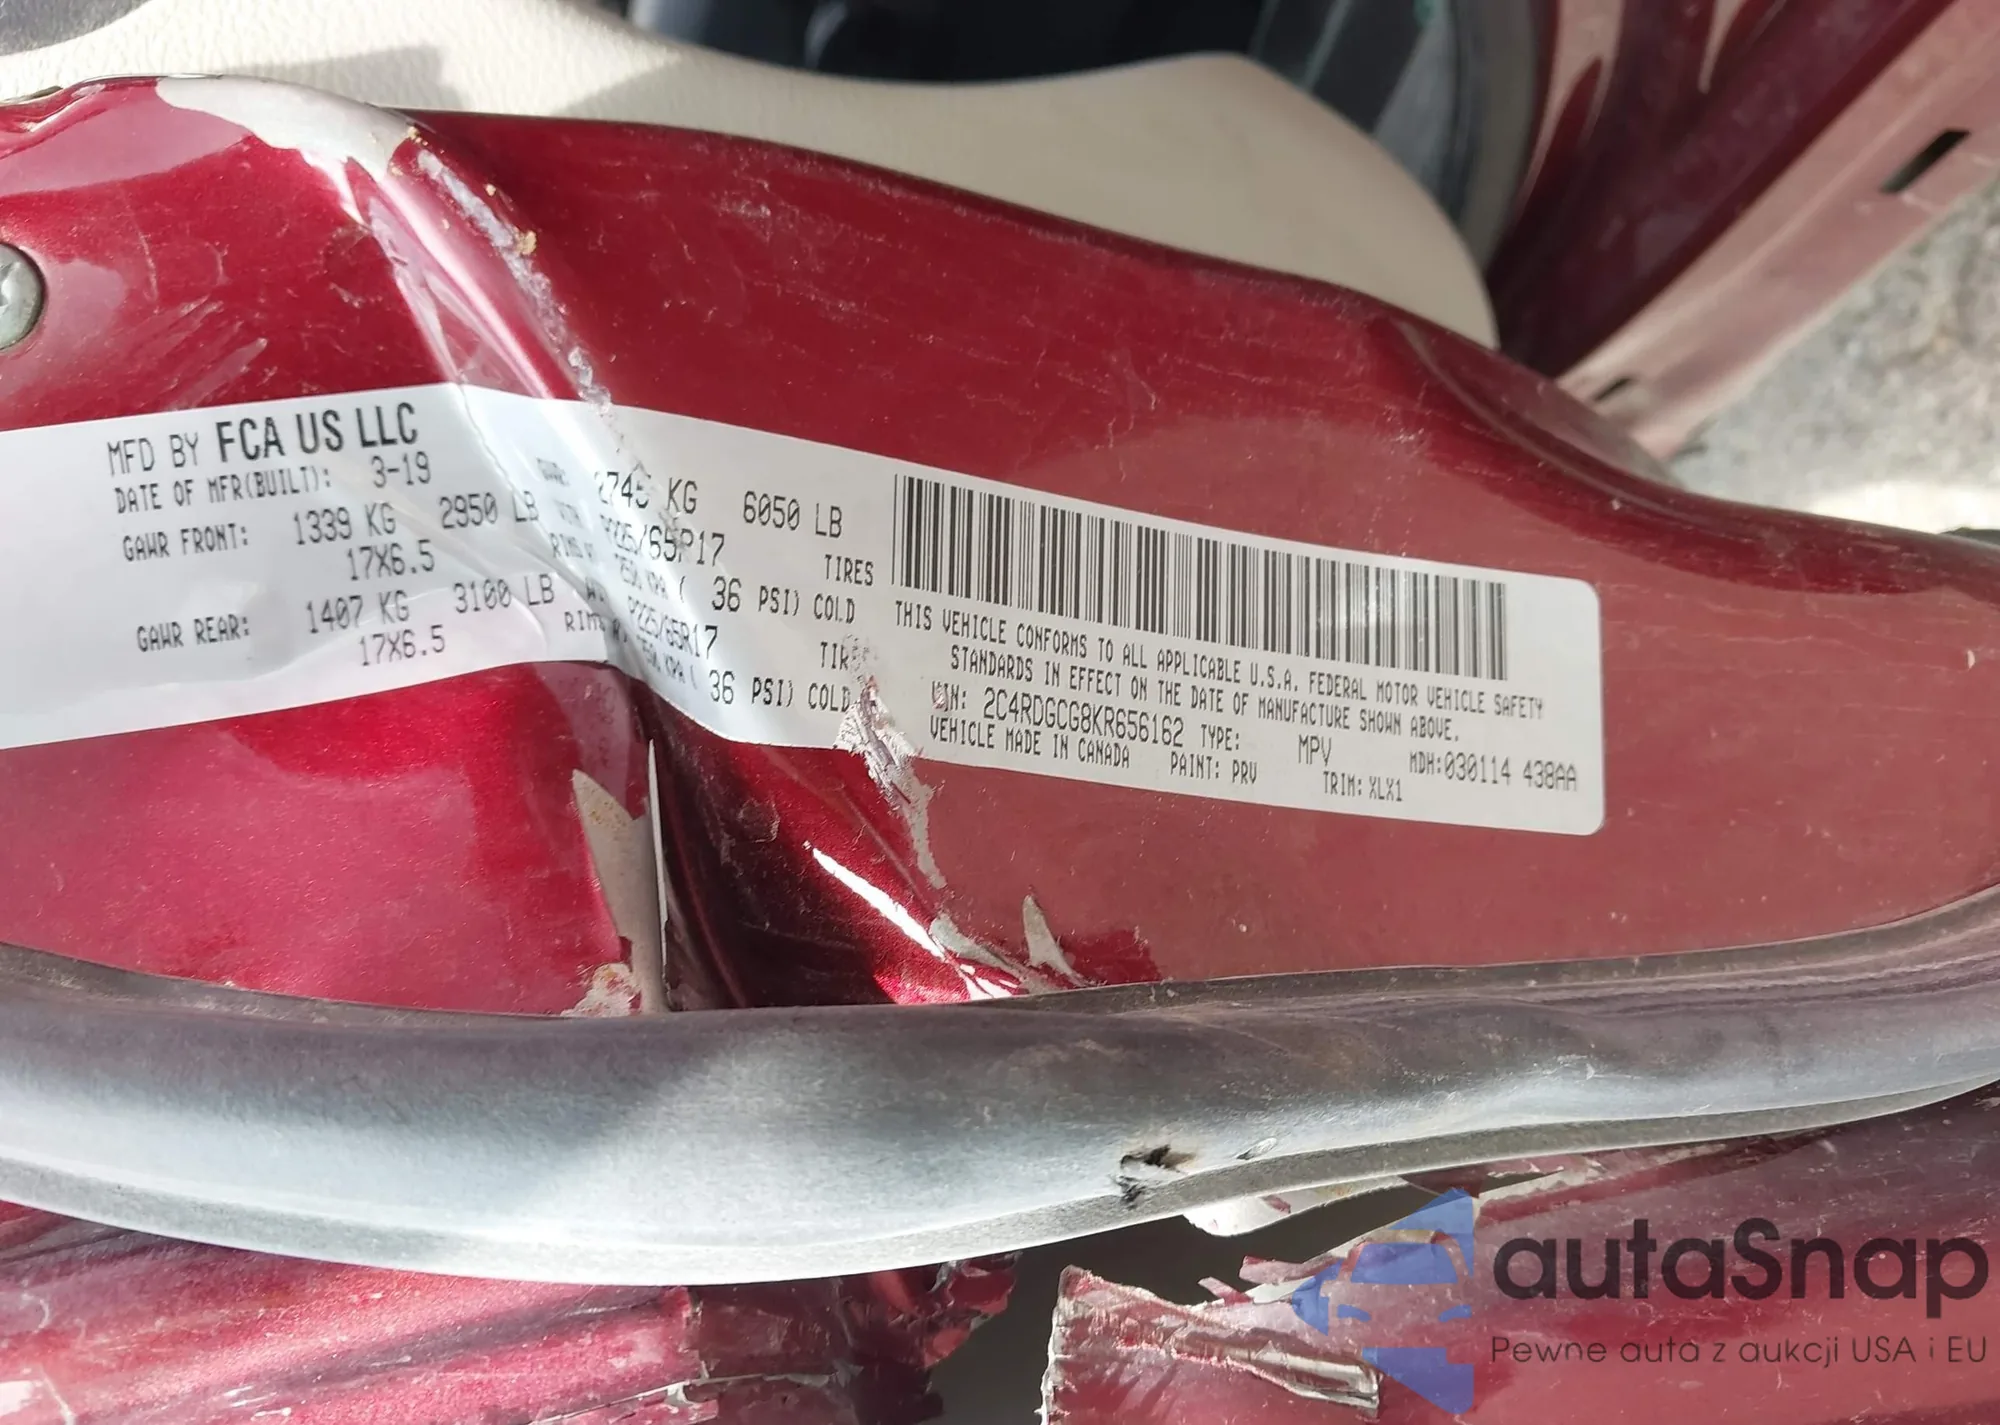 MFD BY FCA US LLC
DATE OF MFR(BUILT): 3-19
GAWR FRONT: 1339 KG 2950 LB
17X6.5
GAWR REAR: 1407 KG 3100 LB
17X6.5
KG 6050 LB
TIRES
36 PSI) COLD
36 PSI) COLD
THIS VEHICLE CONFORMS TO ALL APPLICABLE U.S.A. FEDERAL MOTOR VEHICLE SAFETY
STANDARDS IN EFFECT ON THE DATE OF MANUFACTURE SHOWN ABOVE.
VIN: 2C4RDGCG8KR656162 TYPE: MPV MDH:030114 438AA
VEHICLE MADE IN CANADA PAINT: PRV TRIM: XLX1
autaSnap
Pewne auta z aukcji USA i EU